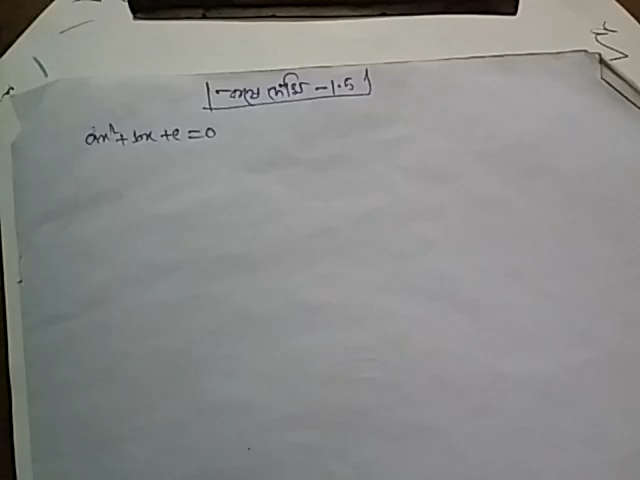 কষে দেখি - 1.5
ax² + bx + c = 0